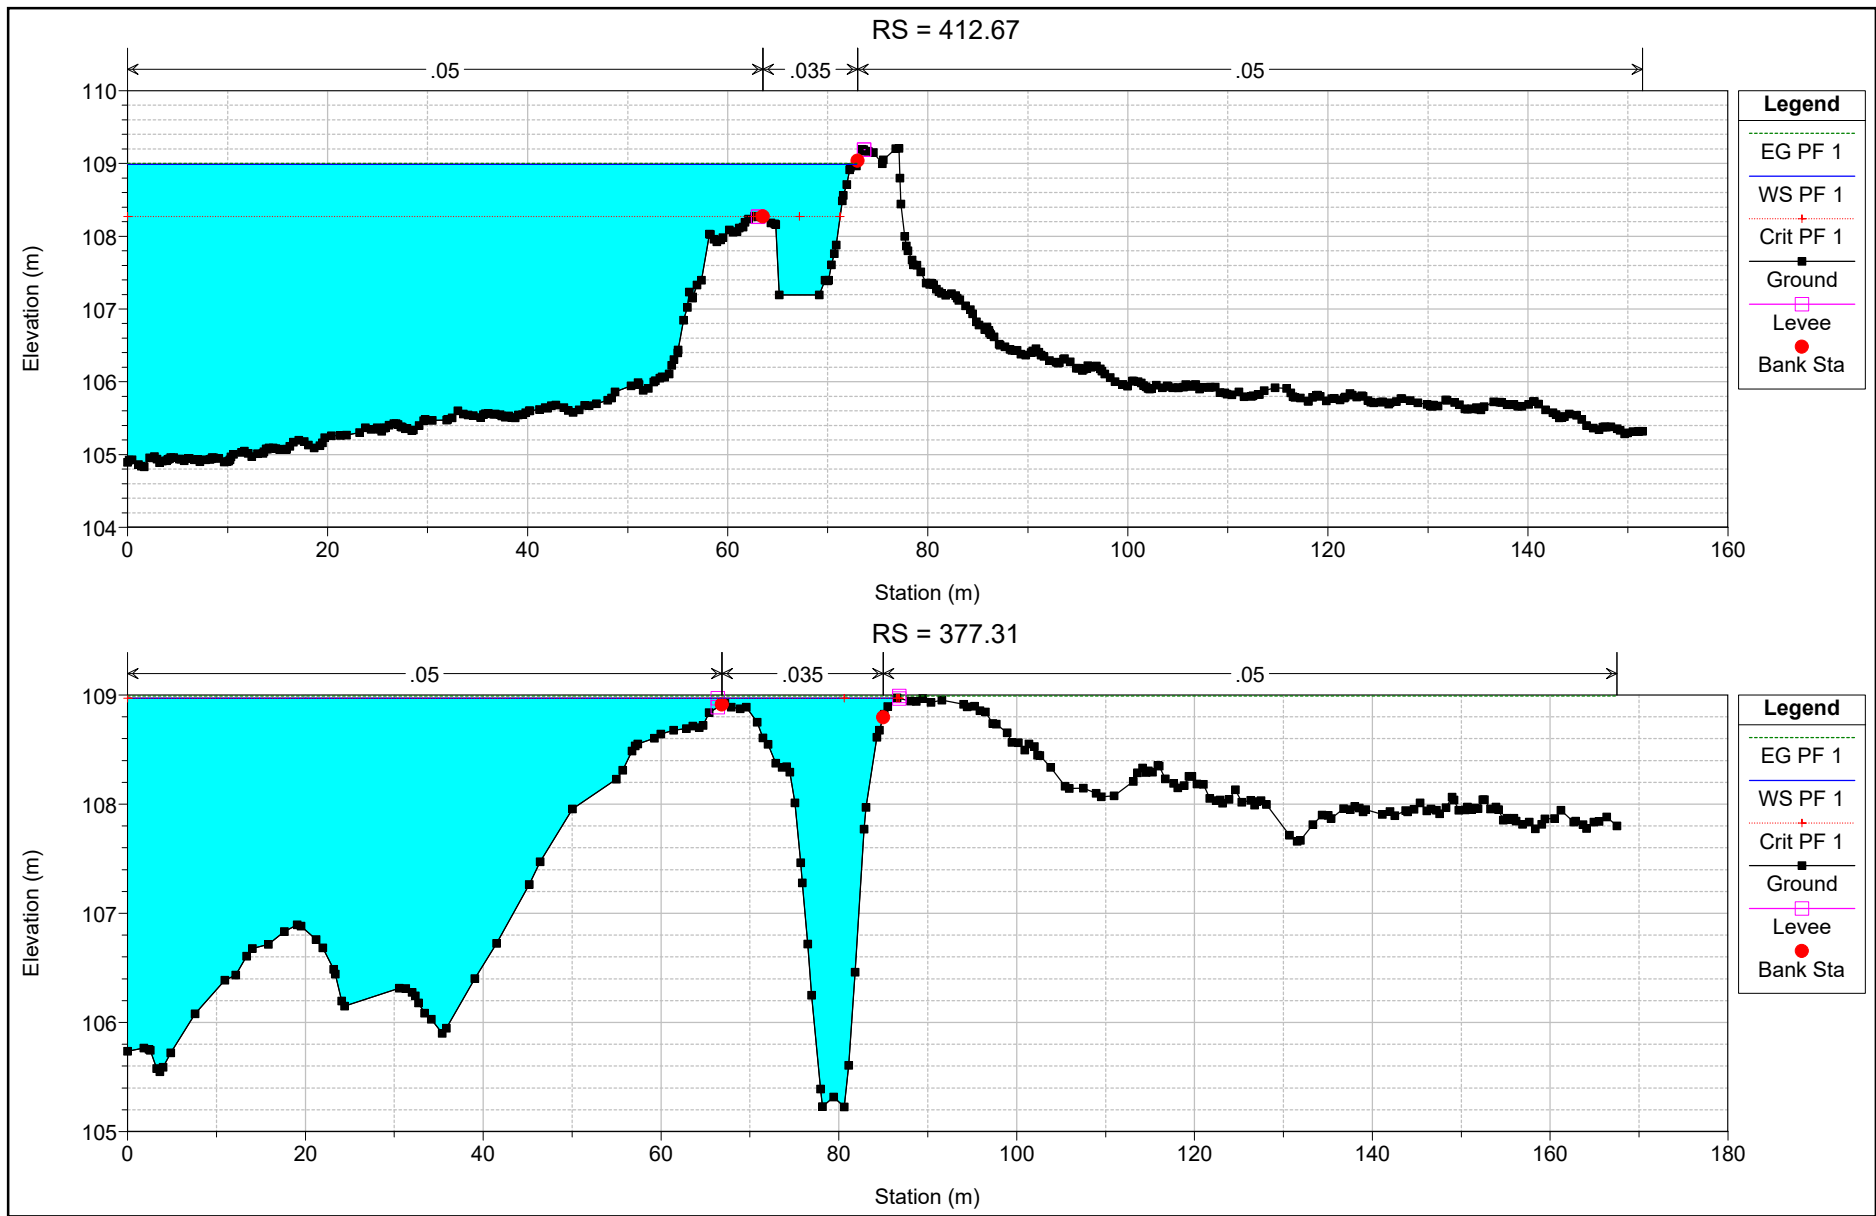 RS = 412.67
.05 .035 .05
110
109
108
107
106
105
104
Elevation (m)
0 20 40 60 80 100 120 140 160
Station (m)
Legend
EG PF 1
WS PF 1
Crit PF 1
Ground
Levee
Bank Sta
RS = 377.31
.05 .035 .05
109
108
107
106
105
Elevation (m)
0 20 40 60 80 100 120 140 160 180
Station (m)
Legend
EG PF 1
WS PF 1
Crit PF 1
Ground
Levee
Bank Sta